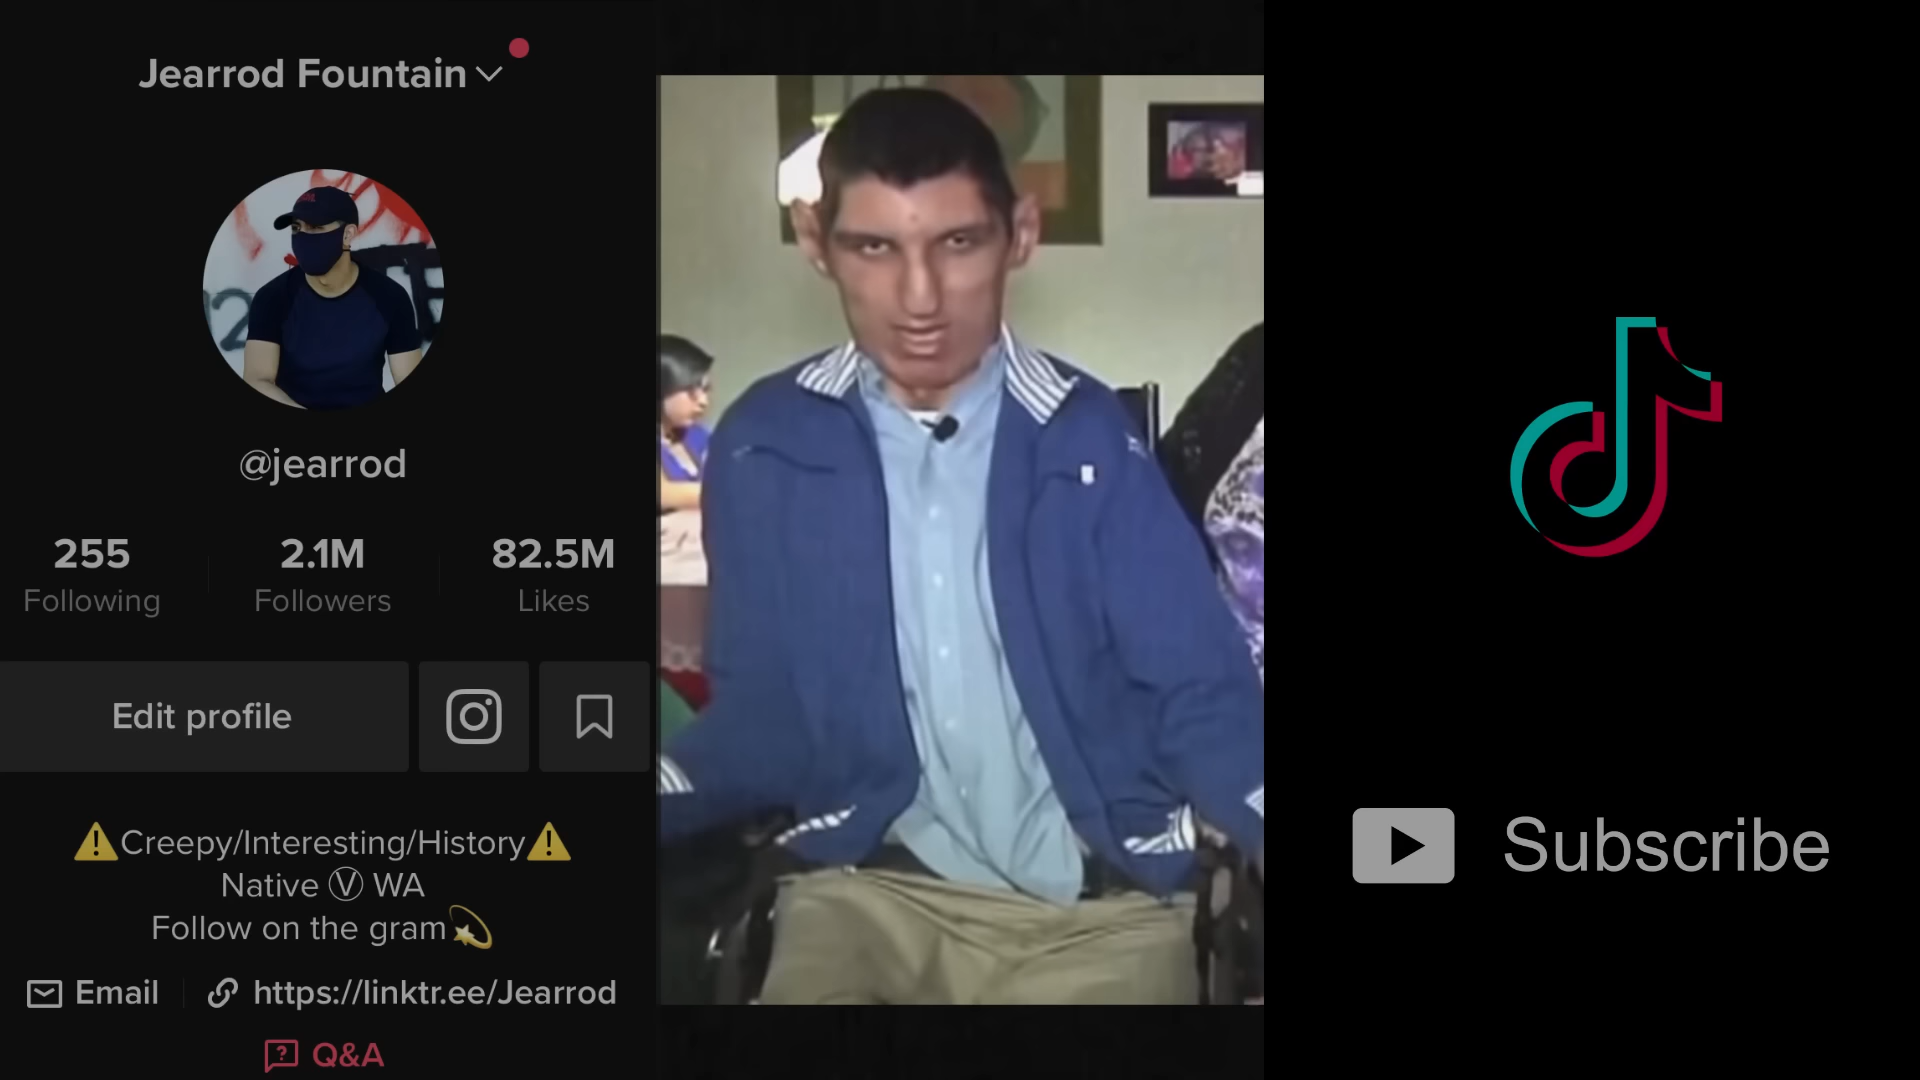 Jearrod Fountain
@jearrod
255
Following
2.1M
Followers
82.5M
Likes
Edit profile
⚠️Creepy/Interesting/History⚠️
Native Ⓥ WA
Follow on the gram💫
Email
https://linktr.ee/Jearrod
Q&A
Subscribe